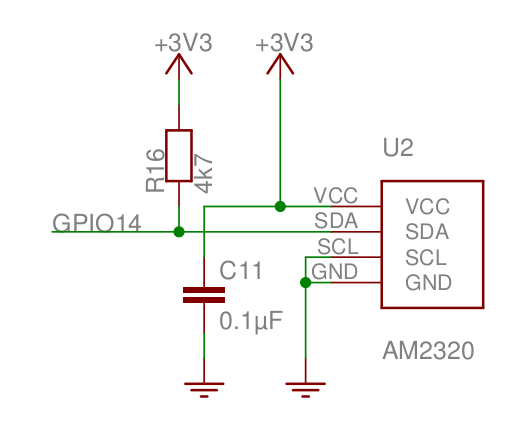 +3V3
+3V3
R16
4k7
U2
GPIO14
VCC
SDA
SCL
GND
VCC
SDA
SCL
GND
C11
0.1µF
AM2320